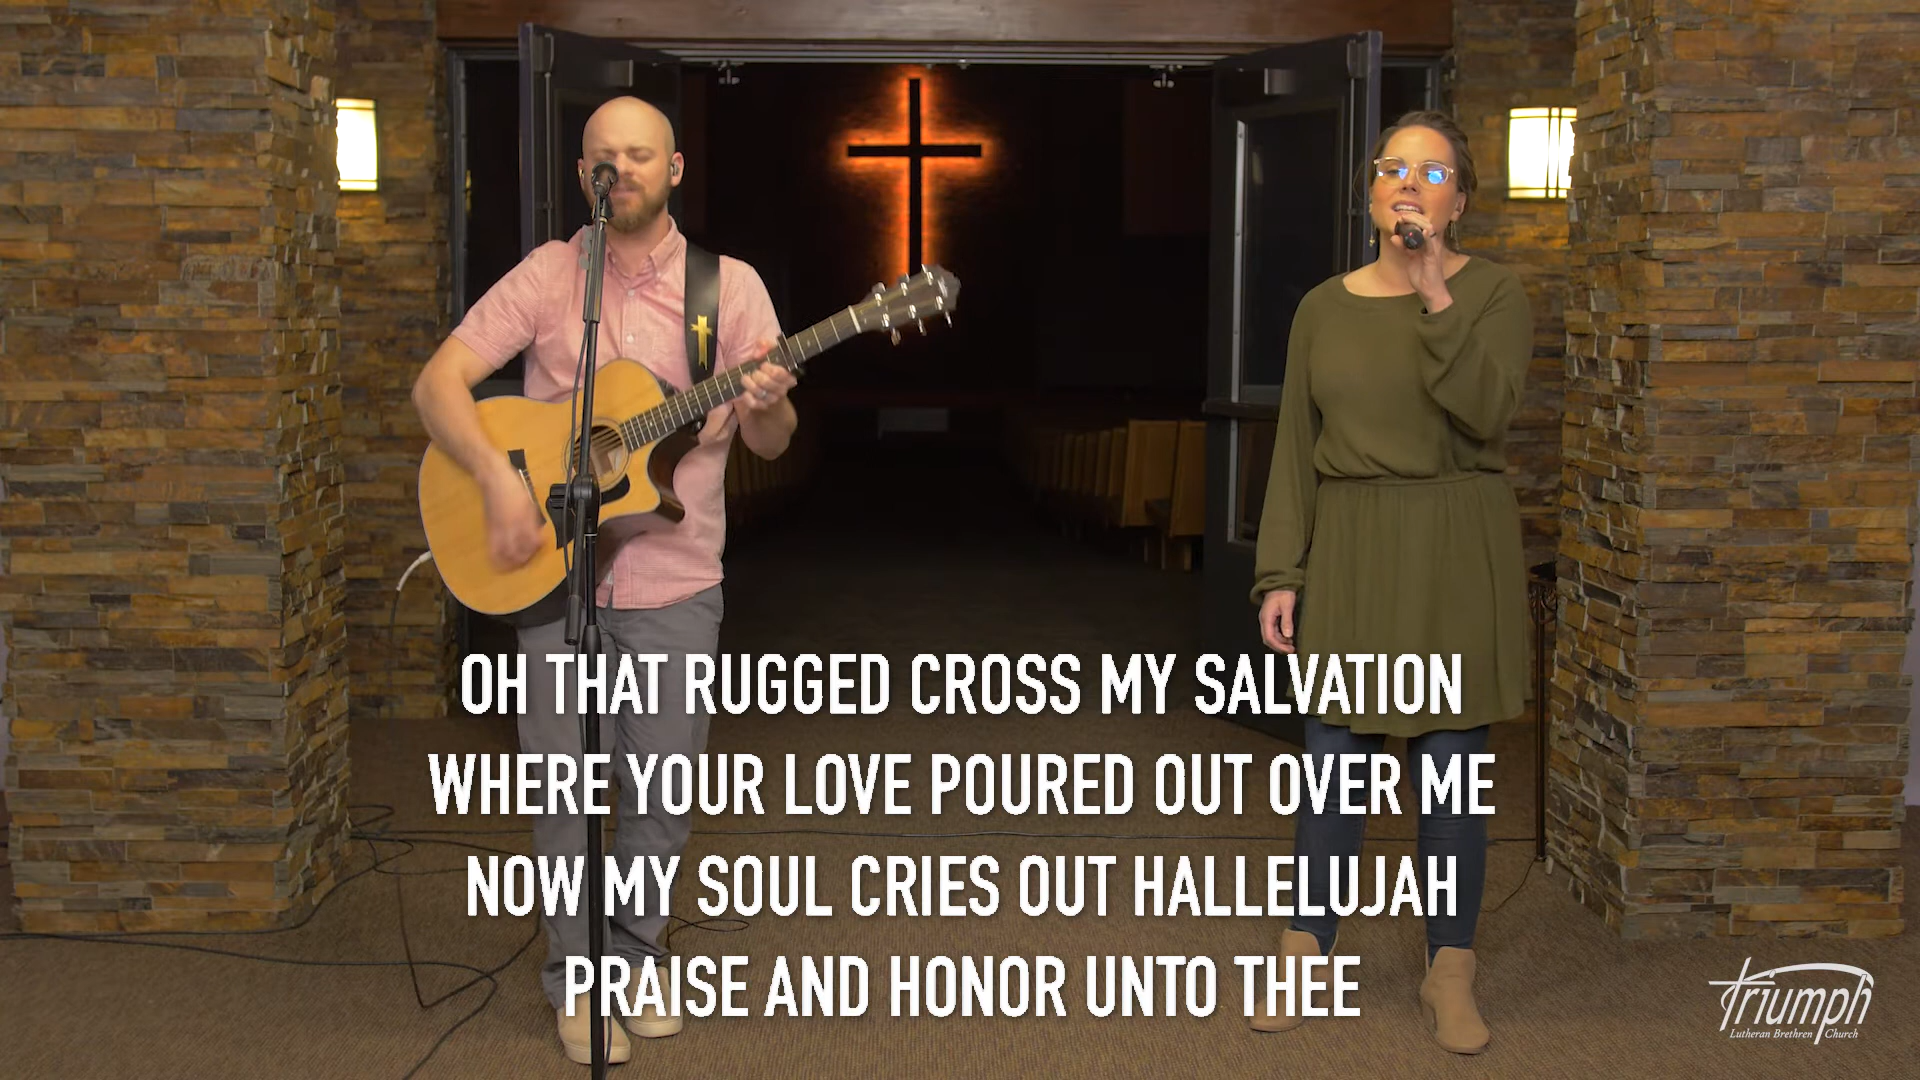 OH THAT RUGGED CROSS MY SALVATION
WHERE YOUR LOVE POURED OUT OVER ME
NOW MY SOUL CRIES OUT HALLELUJAH
PRAISE AND HONOR UNTO THEE
Triumph
Lutheran Brethren Church